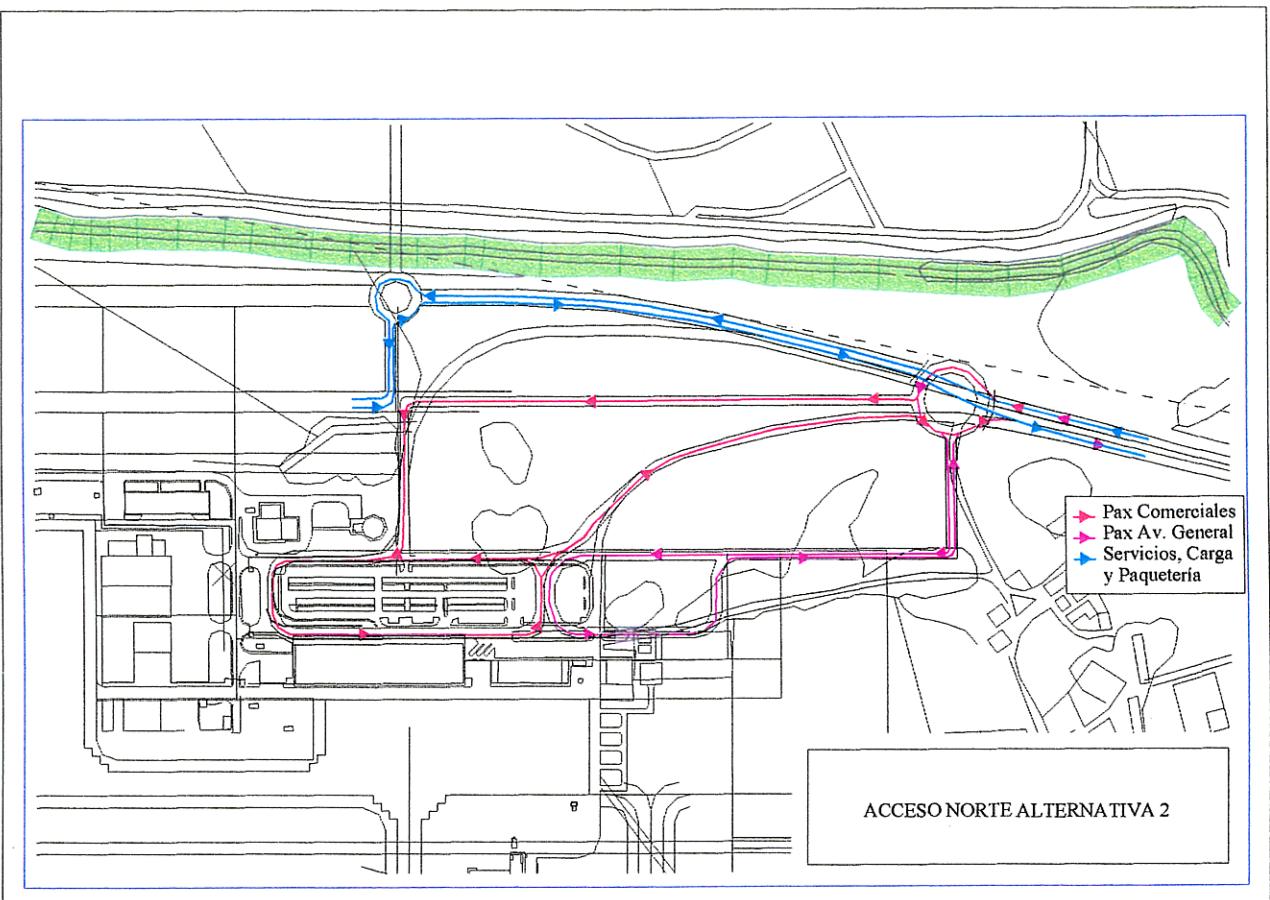 Pax Comerciales
Pax Av. General
Servicios, Carga
y Paquetería
ACCESO NORTE ALTERNATIVA 2